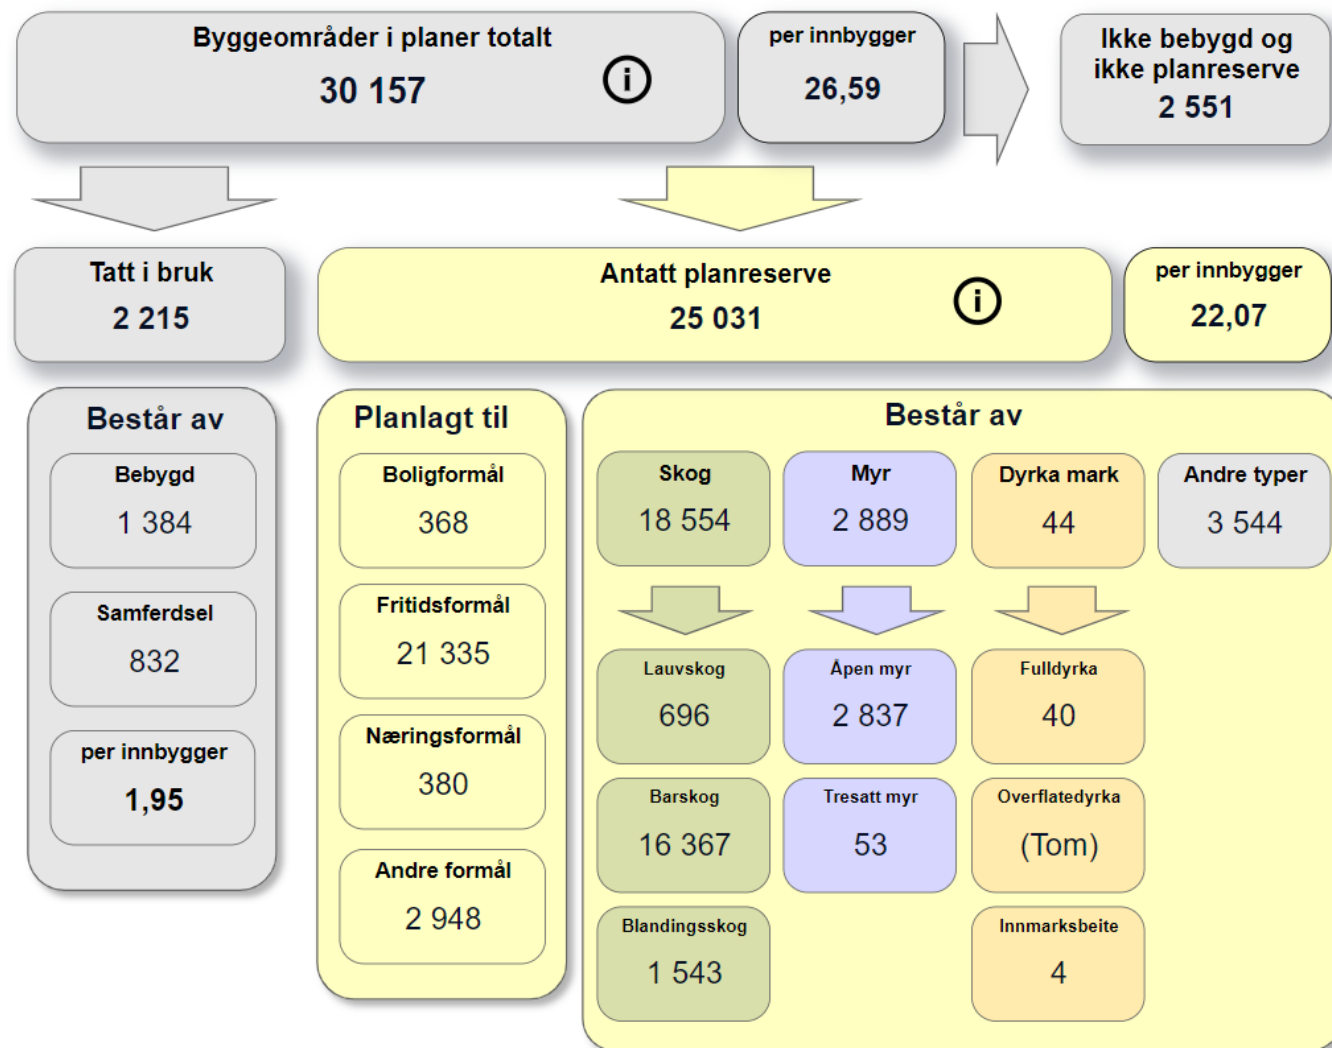 Byggeområder i planer totalt
30 157
per innbygger
26,59
Ikke bebygd og
ikke planreserve
2 551
Tatt i bruk
2 215
Antatt planreserve
25 031
per innbygger
22,07
Består av
Bebygd
1 384
Samferdsel
832
per innbygger
1,95
Planlagt til
Boligformål
368
Fritidsformål
21 335
Næringsformål
380
Andre formål
2 948
Består av
Skog
18 554
Myr
2 889
Dyrka mark
44
Andre typer
3 544
Lauvskog
696
Åpen myr
2 837
Fulldyrka
40
Barskog
16 367
Tresatt myr
53
Overflatedyrka
(Tom)
Blandingsskog
1 543
Innmarksbeite
4